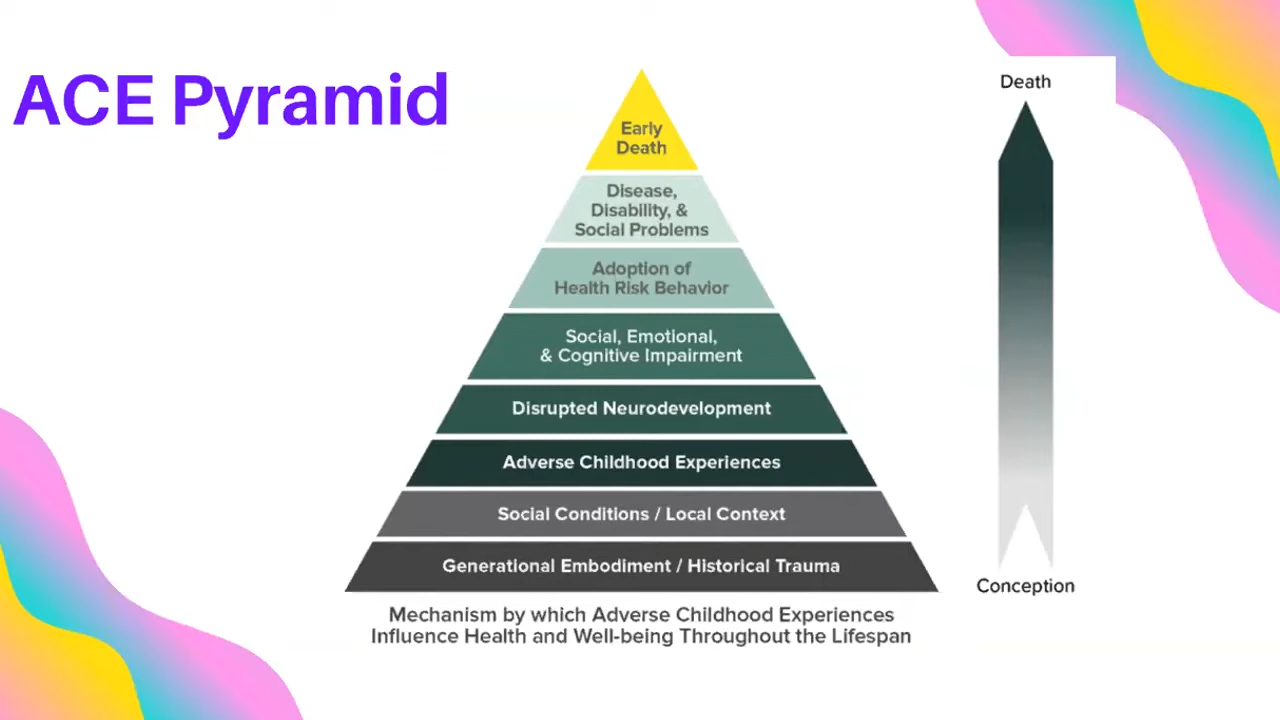 ACE Pyramid
Death
Early
Death
Disease,
Disability, &
Social Problems
Adoption of
Health Risk Behavior
Social, Emotional,
& Cognitive Impairment
Disrupted Neurodevelopment
Adverse Childhood Experiences
Social Conditions / Local Context
Generational Embodiment / Historical Trauma
Conception
Mechanism by which Adverse Childhood Experiences
Influence Health and Well-being Throughout the Lifespan